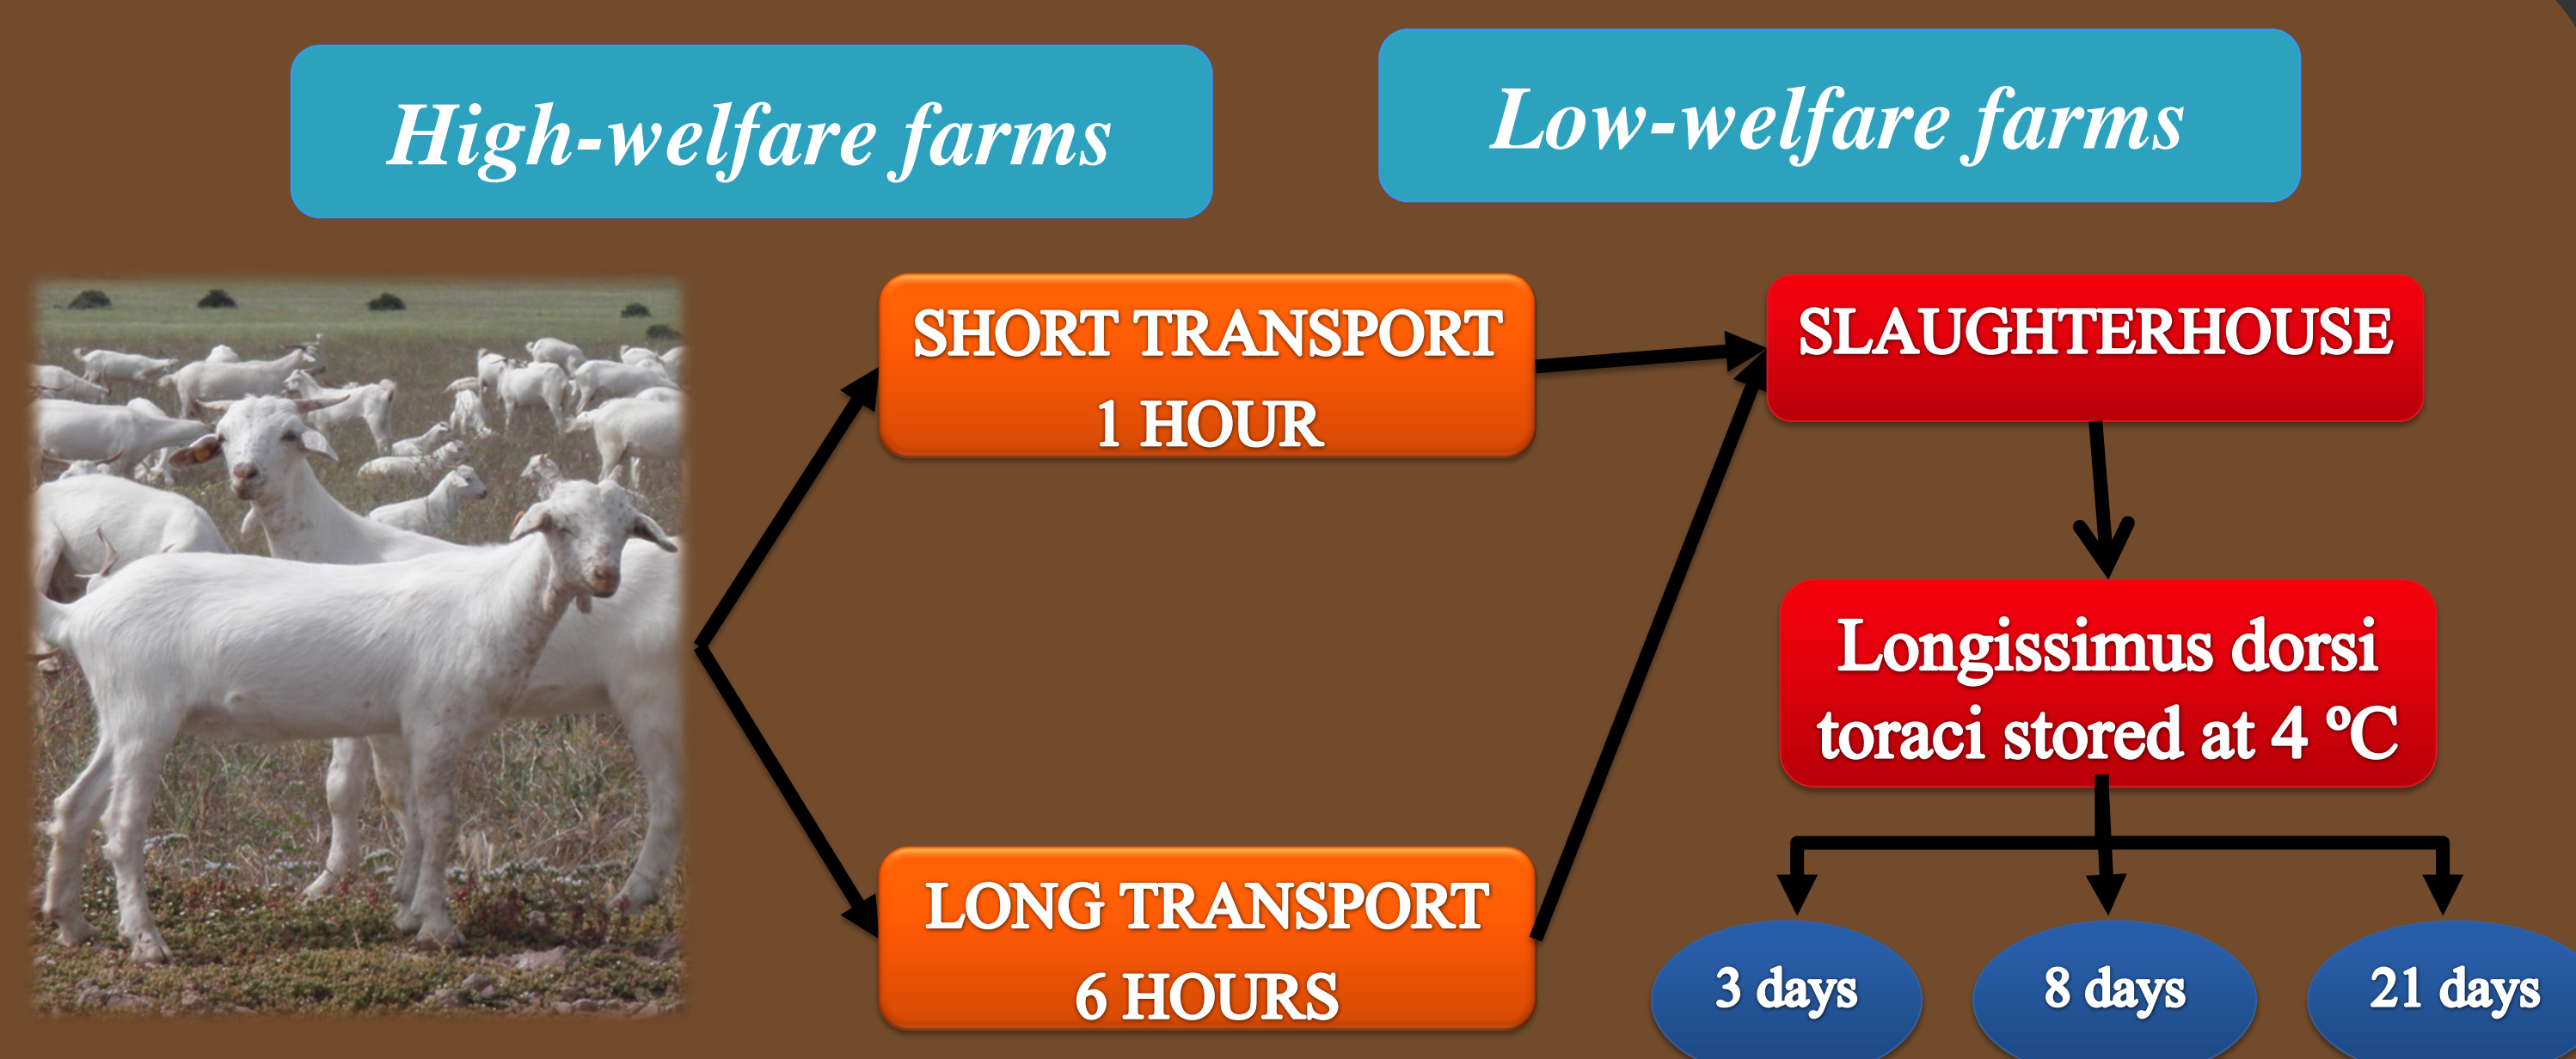 High-welfare farms
Low-welfare farms
SHORT TRANSPORT
1 HOUR
SLAUGHTERHOUSE
Longissimus dorsi
toraci stored at 4 ºC
LONG TRANSPORT
6 HOURS
3 days
8 days
21 days